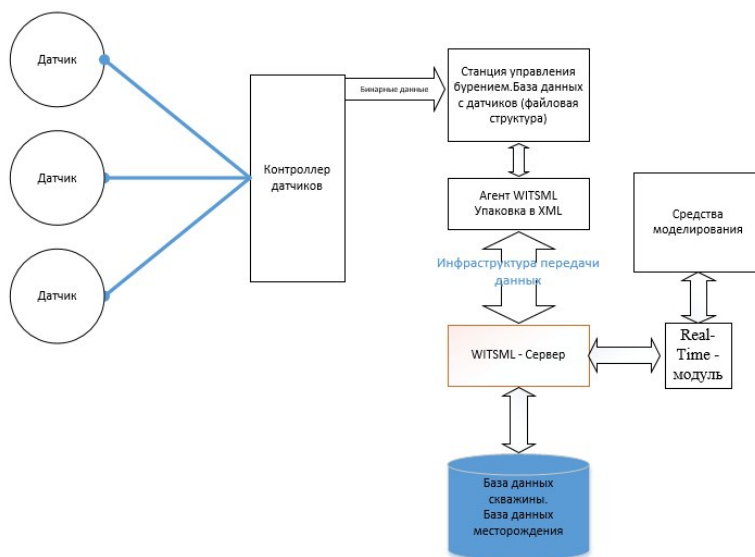 Датчик
Датчик
Датчик
Контроллер
датчиков
Бинарные данные
Станция управления
бурением.База данных
с датчиков (файловая
структура)
Агент WITSML
Упаковка в XML
Инфраструктура передачи
данных
WITSML - Сервер
База данных
скважины.
База данных
месторождения
Средства
моделирования
Real-
Time -
модуль